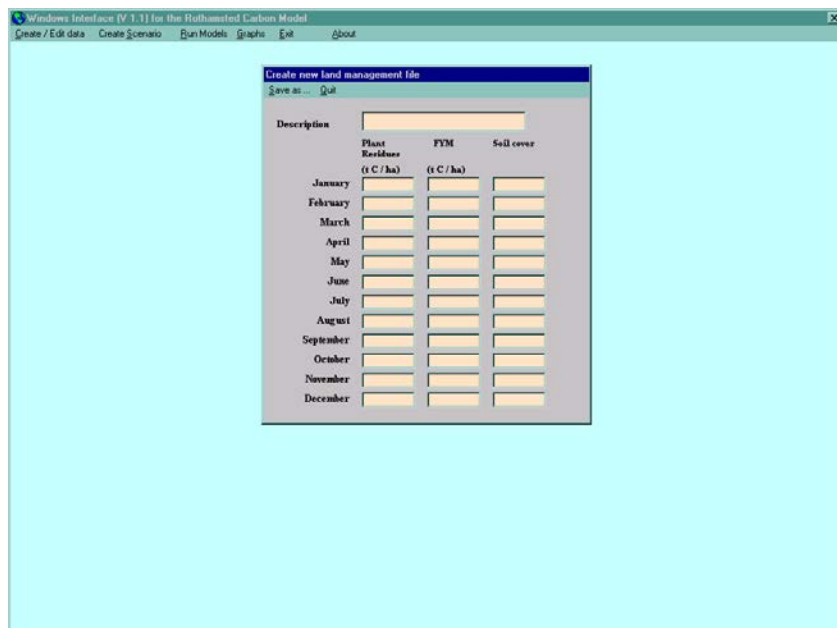 Windows Interface (V 1.1) for the Rothamsted Carbon Model
Create / Edit data Create Scenario Run Models Graphs Exit About
Create new land management file
Save as ... Quit
Description
Plant Residues FYM Soil cover
(t C / ha) (t C / ha)
January
February
March
April
May
June
July
August
September
October
November
December